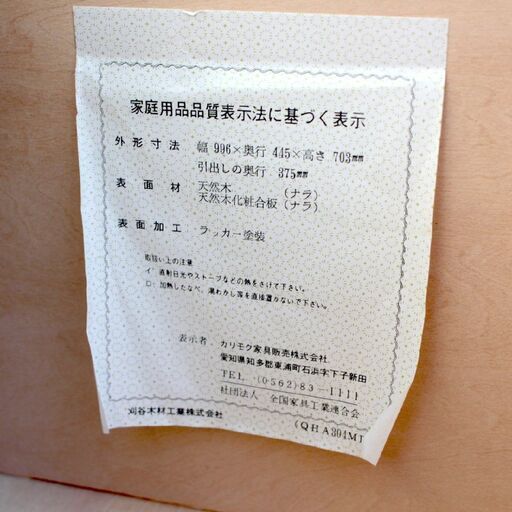 家庭用品品質表示法に基づく表示
外形寸法 幅 996×奥行 445×高さ 703㎜
引出しの奥行 375㎜
表面材 天然木 (ナラ)
天然木化粧合板(ナラ)
表面加工 ラッカー塗装
取扱い上の注意
イ 直射日光やストーブなどの熱をさけて下さい。
ロ 加熱したなべ、湯わかし等を直接置かないで下さい。
表示者 カリモク家具販売株式会社
愛知県知多郡東浦町石浜字下子新田
TEL (0562)83-1111
社団法人 全国家具工業連合会
刈谷木材工業株式会社
(QHA304M